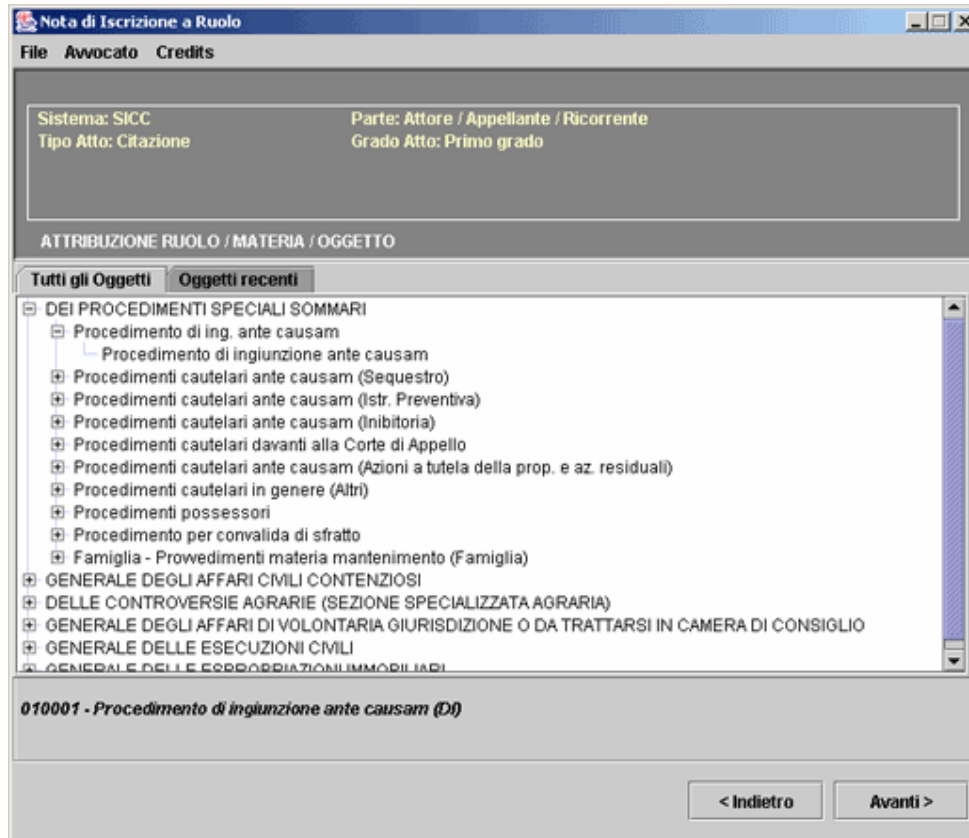 Nota di Iscrizione a Ruolo
File Avvocato Credits
Sistema: SICC Parte: Attore / Appellante / Ricorrente
Tipo Atto: Citazione Grado Atto: Primo grado
ATTRIBUZIONE RUOLO / MATERIA / OGGETTO
Tutti gli Oggetti Oggetti recenti
DEI PROCEDIMENTI SPECIALI SOMMARI
Procedimento di ing. ante causam
Procedimento di ingiunzione ante causam
Procedimenti cautelari ante causam (Sequestro)
Procedimenti cautelari ante causam (Istr. Preventiva)
Procedimenti cautelari ante causam (Inibitoria)
Procedimenti cautelari davanti alla Corte di Appello
Procedimenti cautelari ante causam (Azioni a tutela della prop. e az. residuali)
Procedimenti cautelari in genere (Altri)
Procedimenti possessori
Procedimento per convalida di sfratto
Famiglia - Provvedimenti materia mantenimento (Famiglia)
GENERALE DEGLI AFFARI CIVILI CONTENZIOSI
DELLE CONTROVERSIE AGRARIE (SEZIONE SPECIALIZZATA AGRARIA)
GENERALE DEGLI AFFARI DI VOLONTARIA GIURISDIZIONE O DA TRATTARSI IN CAMERA DI CONSIGLIO
GENERALE DELLE ESECUZIONI CIVILI
GENERALE DELLE ESPROPRIAZIONI IMMOBILIARI
010001 - Procedimento di ingiunzione ante causam (DI)
< Indietro Avanti >